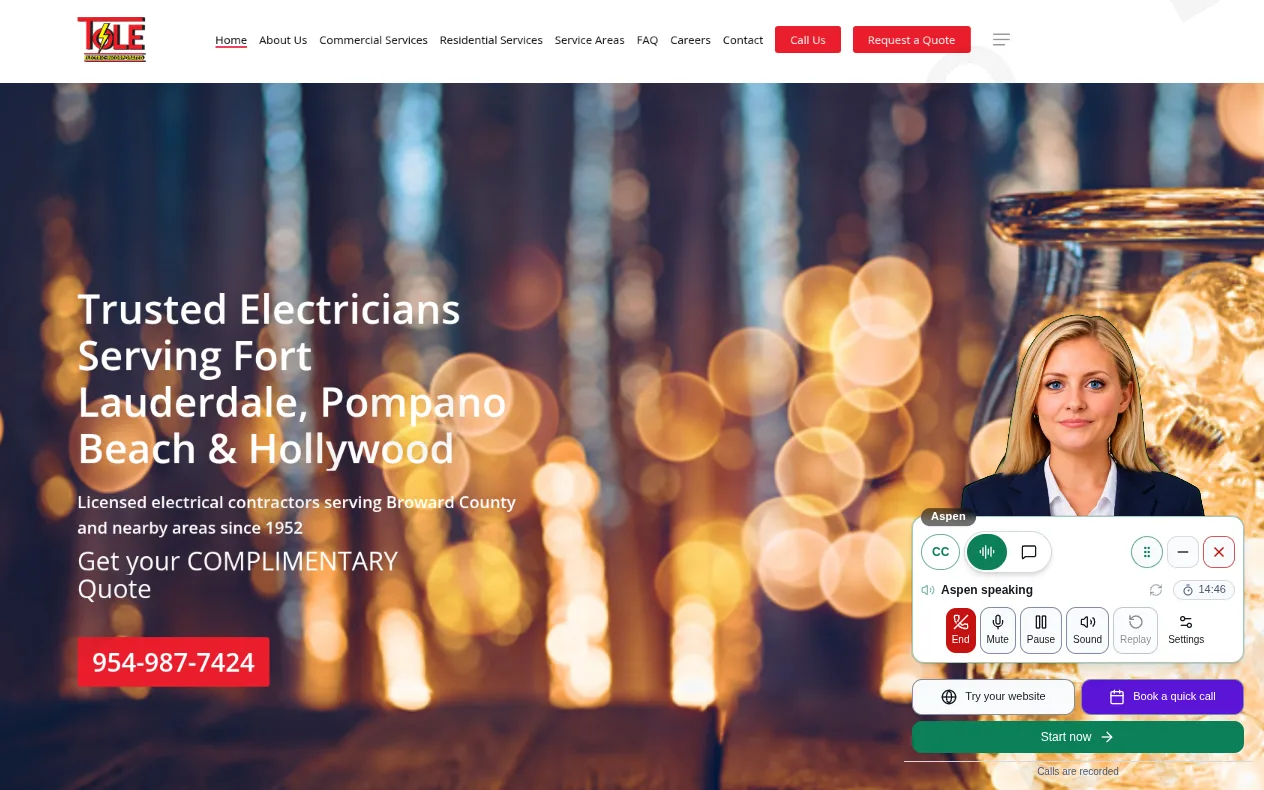 TOLE
Home About Us Commercial Services Residential Services Service Areas FAQ Careers Contact Call Us Request a Quote
Trusted Electricians
Serving Fort
Lauderdale, Pompano
Beach & Hollywood
Licensed electrical contractors serving Broward County
and nearby areas since 1952
Get your COMPLIMENTARY
Quote
954-987-7424
Aspen
CC
Aspen speaking
14:46
End Mute Pause Sound Replay Settings
Try your website
Book a quick call
Start now
Calls are recorded